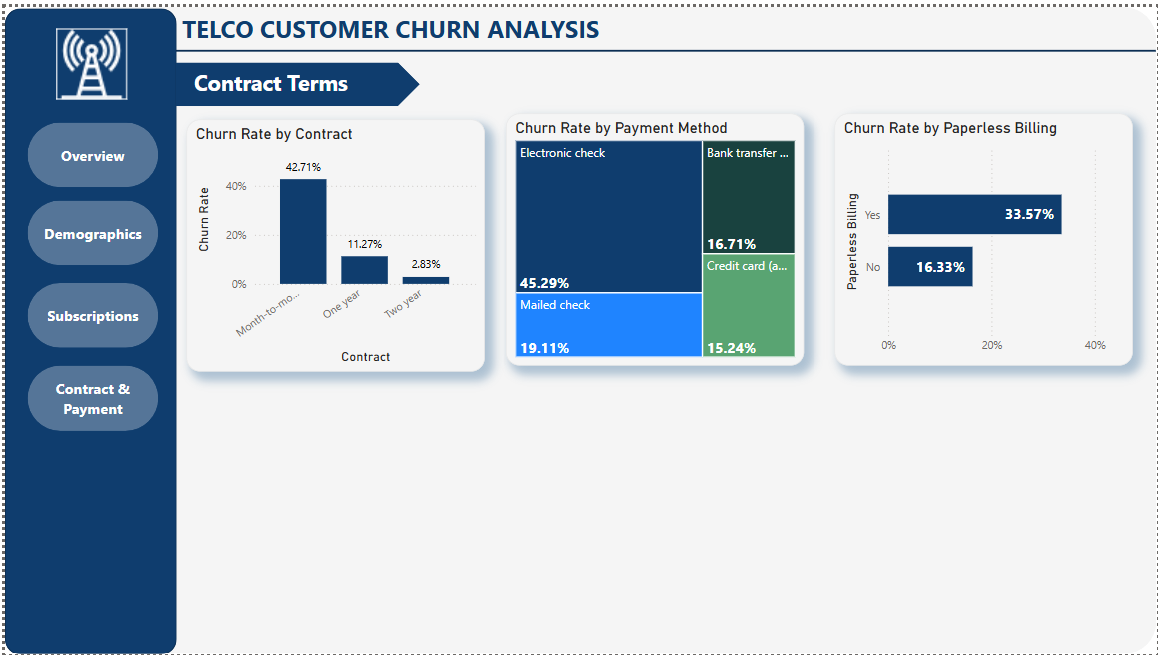 TELCO CUSTOMER CHURN ANALYSIS
Contract Terms
Overview
Demographics
Subscriptions
Contract &
Payment
Churn Rate by Contract
Churn Rate
40%
20%
0%
42.71%
11.27%
2.83%
Month-to-mo...
One year
Two year
Contract
Churn Rate by Payment Method
Electronic check
45.29%
Mailed check
19.11%
Bank transfer ...
16.71%
Credit card (a...
15.24%
Churn Rate by Paperless Billing
Paperless Billing
Yes
33.57%
No
16.33%
0%
20%
40%